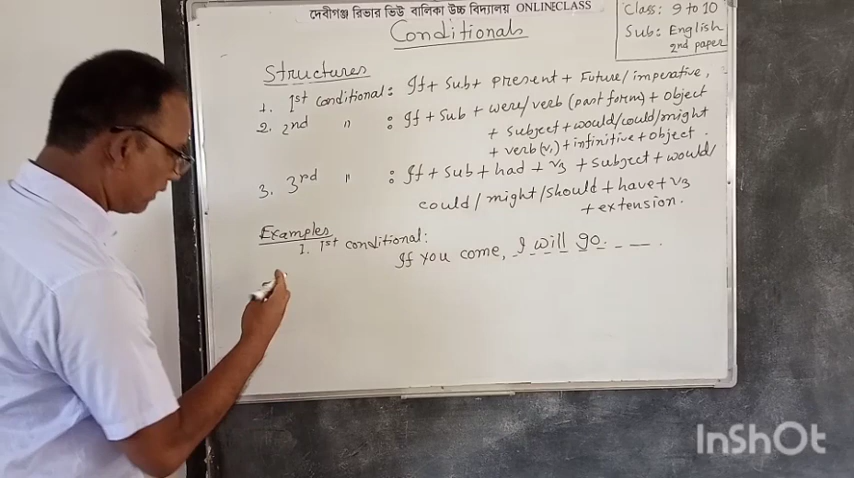 দেবীগঞ্জ রিভার ভিউ বালিকা উচ্চ বিদ্যালয় ONLINE CLASS
Class: 9 to 10
Sub: English
2nd paper
Conditionals
Structures
1. 1st conditional: If + Sub + Present + Future/imperative,
2. 2nd " : If + Sub + were/verb (past form) + object
+ subject + would/could/might
+ verb (v1) + infinitive + object.
3. 3rd " : If + Sub + had + v3 + subject + would/
could/might/should + have + v3
+ extension.
Examples
1. 1st conditional:
If you come, I will go.
InShOt